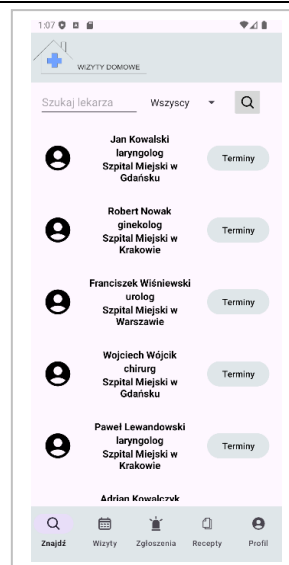 1:07
WIZYTY DOMOWE
Szukaj lekarza
Wszyscy
Jan Kowalski
laryngolog
Szpital Miejski w
Gdańsku
Terminy
Robert Nowak
ginekolog
Szpital Miejski w
Krakowie
Terminy
Franciszek Wiśniewski
urolog
Szpital Miejski w
Warszawie
Terminy
Wojciech Wójcik
chirurg
Szpital Miejski w
Gdańsku
Terminy
Paweł Lewandowski
laryngolog
Szpital Miejski w
Krakowie
Terminy
Adrian Kowalczyk
Znajdź Wizyty Zgłoszenia Recepty Profil